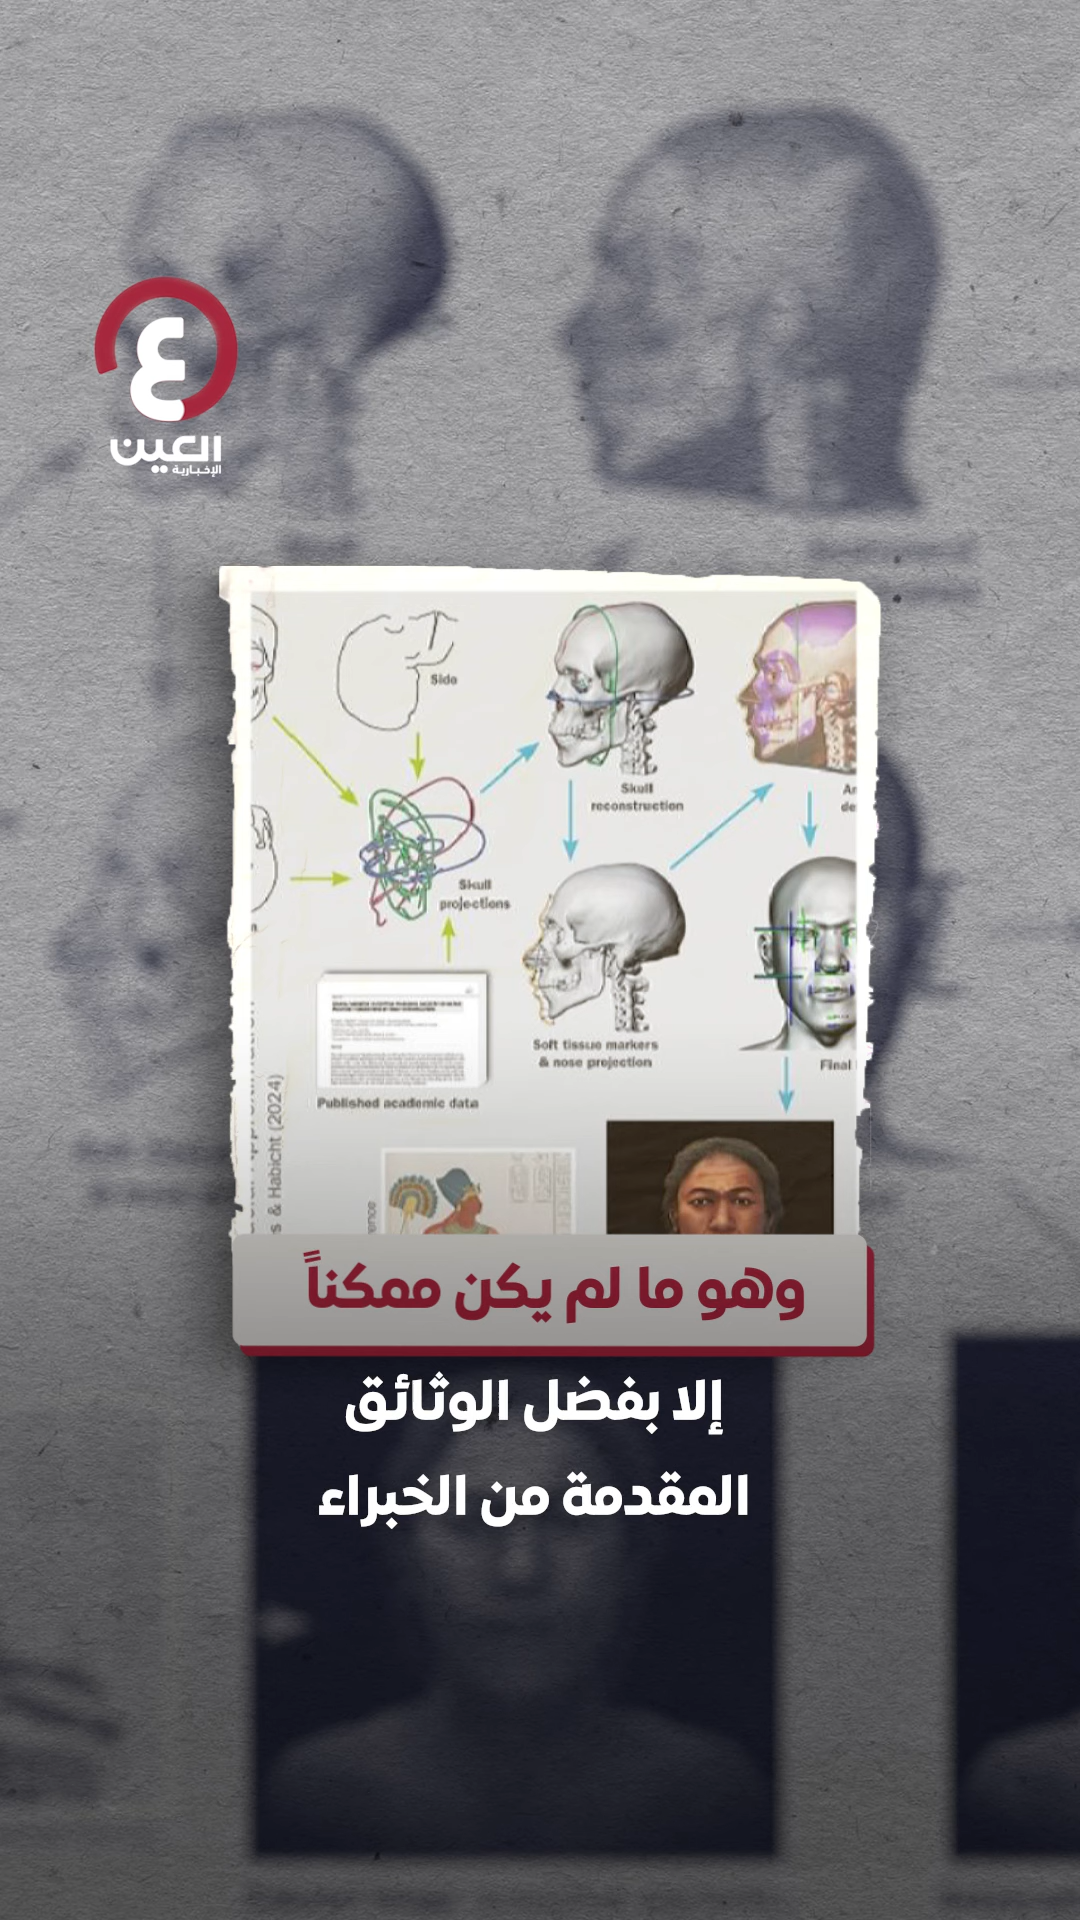 ع
العين
الإخبارية
Side
Skull
reconstruction
Skull
projections
Soft tissue markers
& nose projection
Final
Published academic data
& Habicht (2024)
وهو ما لم يكن ممكناً
إلا بفضل الوثائق
المقدمة من الخبراء